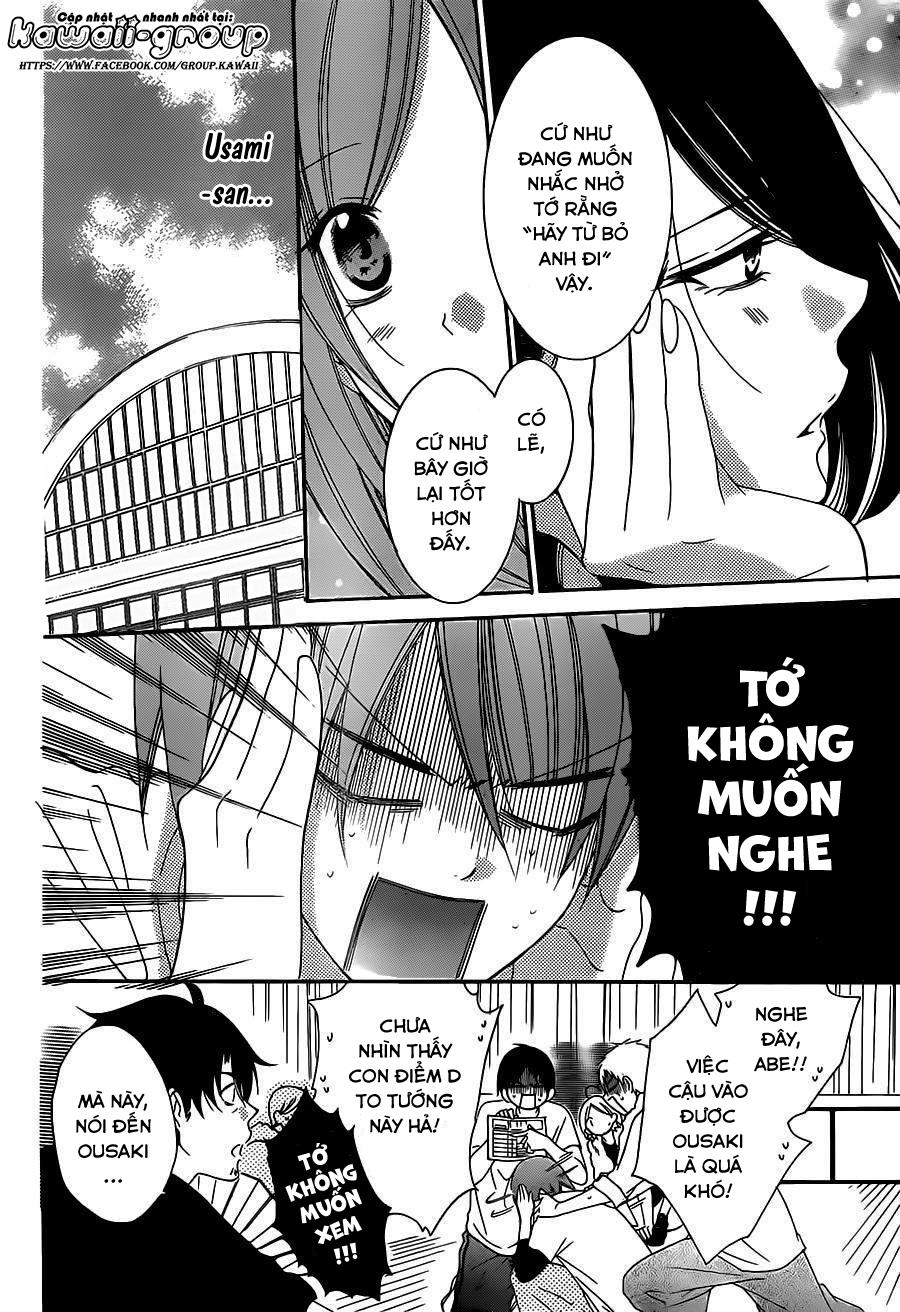 Cập nhật nhanh nhất tại:
kawaii-group
HTTPS://WWW.FACEBOOK.COM/GROUP.KAWAII
CỨ NHƯ
ĐANG MUỐN
NHẮC NHỞ
TỚ RẰNG
"HÃY TỪ BỎ
ANH ĐI"
VẬY.
CÓ
LẼ,
CỨ NHƯ
BÂY GIỜ
LẠI TỐT
HƠN
ĐẤY.
Usami
-san...
TỚ
KHÔNG
MUỐN
NGHE
!!!
NGHE
ĐÂY,
ABE!!
VIỆC
CẬU VÀO
ĐƯỢC
OUSAKI
LÀ QUÁ
KHÓ!
CHƯA
NHÌN THẤY
CON ĐIỂM D
TO TƯỚNG
NÀY HẢ!
TỚ
KHÔNG
MUỐN
XEM
!!!
MÀ NÀY,
NÓI ĐẾN
OUSAKI
...